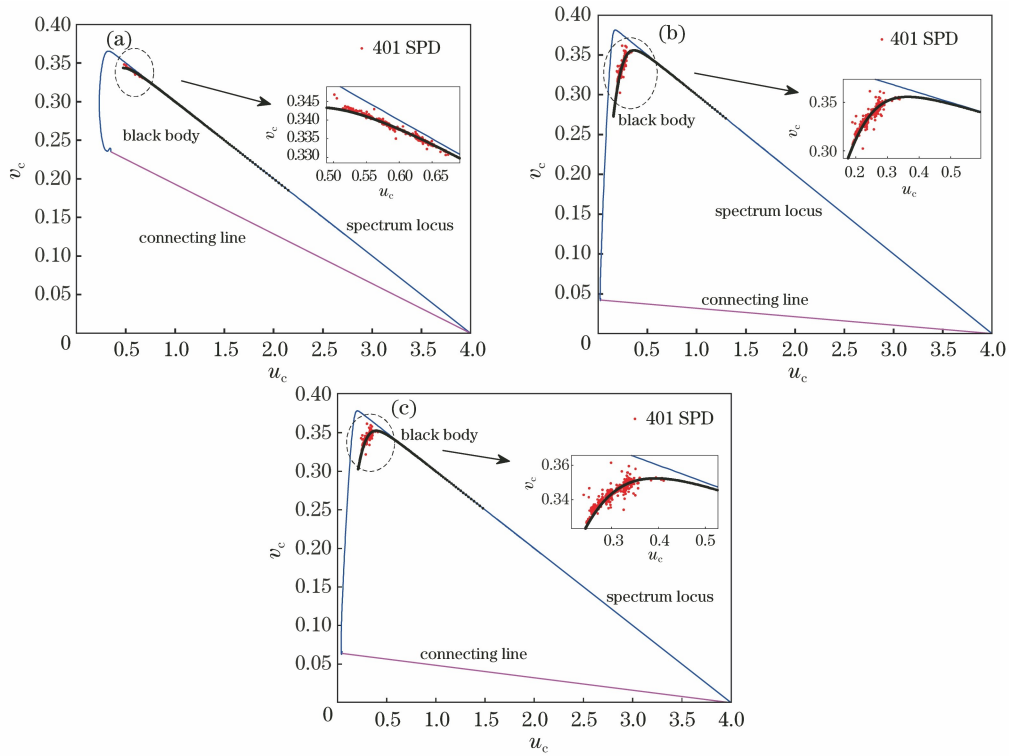 0.40
(a)
401 SPD
0.35
0.30
0.25
0.20
0.15
0.10
0.05
0
v_c
black body
connecting line
spectrum locus
0.345
0.340
0.335
0.330
v_c
0.50 0.55 0.60 0.65
u_c
0.5 1.0 1.5 2.0 2.5 3.0 3.5 4.0
u_c
0.40
(b)
401 SPD
0.35
0.30
0.25
0.20
0.15
0.10
0.05
0
v_c
black body
spectrum locus
connecting line
0.35
0.30
v_c
0.2 0.3 0.4 0.5
u_c
0.5 1.0 1.5 2.0 2.5 3.0 3.5 4.0
u_c
0.40
(c)
401 SPD
0.35
0.30
0.25
0.20
0.15
0.10
0.05
0
v_c
black body
spectrum locus
connecting line
0.36
0.34
v_c
0.3 0.4 0.5
u_c
0.5 1.0 1.5 2.0 2.5 3.0 3.5 4.0
u_c